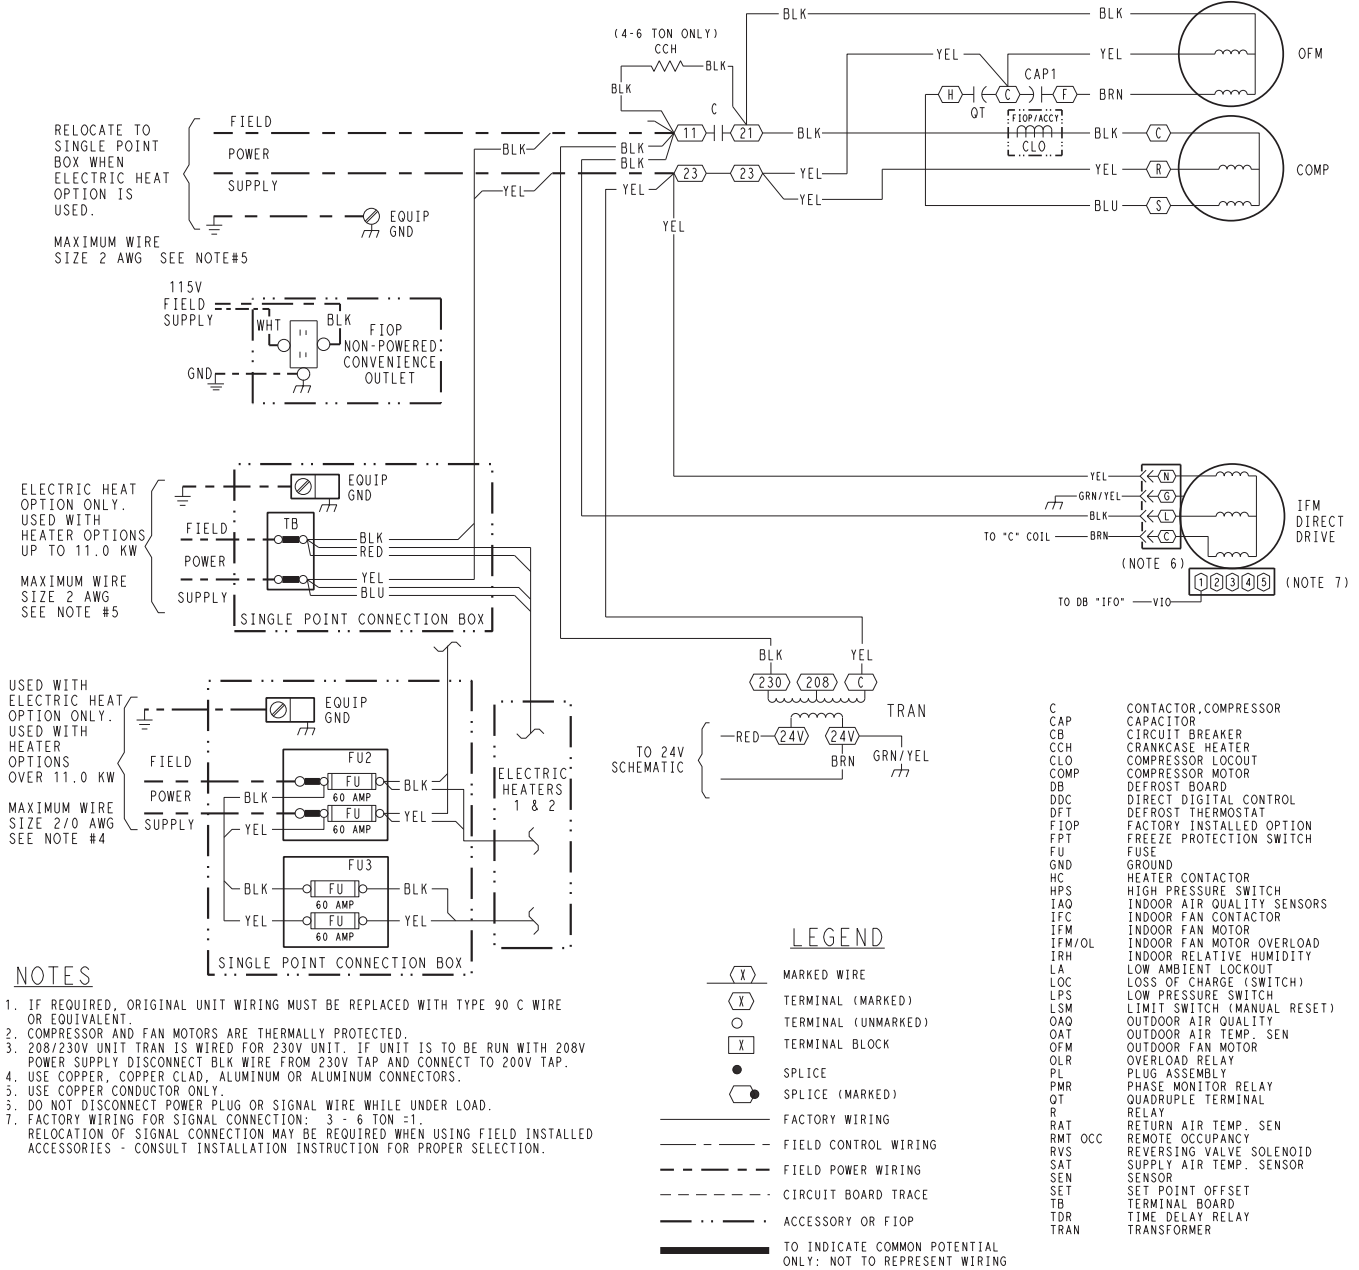 BLK
BLK
(4-6 TON ONLY)
CCH
BLK
BLK
YEL
YEL
OFM
CAP1
H
C
F
BRN
QT
FIOP/ACCY
CLO
C
11
21
BLK
BLK
C
BLK
BLK
BLK
23
23
YEL
YEL
R
COMP
YEL
YEL
YEL
YEL
BLU
S
RELOCATE TO
SINGLE POINT
BOX WHEN
ELECTRIC HEAT
OPTION IS
USED.
FIELD
POWER
SUPPLY
EQUIP
GND
MAXIMUM WIRE
SIZE 2 AWG SEE NOTE#5
115V
FIELD
SUPPLY
WHT
BLK
FIOP
NON-POWERED
CONVENIENCE
OUTLET
GND
ELECTRIC HEAT
OPTION ONLY.
USED WITH
HEATER OPTIONS
UP TO 11.0 KW
MAXIMUM WIRE
SIZE 2 AWG
SEE NOTE #5
FIELD
POWER
SUPPLY
EQUIP
GND
TB
BLK
RED
YEL
BLU
SINGLE POINT CONNECTION BOX
YEL
N
GRN/YEL
G
BLK
L
TO "C" COIL
BRN
C
IFM
DIRECT
DRIVE
(NOTE 6)
1
2
3
4
5
(NOTE 7)
TO DB "IFO"
VIO
USED WITH
ELECTRIC HEAT
OPTION ONLY.
USED WITH
HEATER
OPTIONS
OVER 11.0 KW
MAXIMUM WIRE
SIZE 2/0 AWG
SEE NOTE #4
FIELD
POWER
SUPPLY
EQUIP
GND
FU2
FU
60 AMP
BLK
BLK
FU
60 AMP
YEL
YEL
FU3
BLK
FU
BLK
60 AMP
YEL
FU
YEL
60 AMP
SINGLE POINT CONNECTION BOX
ELECTRIC
HEATERS
1 & 2
BLK
YEL
230
208
C
TRAN
RED
24V
24V
BRN
GRN/YEL
TO 24V
SCHEMATIC
C CONTACTOR,COMPRESSOR
CAP CAPACITOR
CB CIRCUIT BREAKER
CCH CRANKCASE HEATER
CLO COMPRESSOR LOCOUT
COMP COMPRESSOR MOTOR
DB DEFROST BOARD
DDC DIRECT DIGITAL CONTROL
DFT DEFROST THERMOSTAT
FIOP FACTORY INSTALLED OPTION
FPT FREEZE PROTECTION SWITCH
FU FUSE
GND GROUND
HC HEATER CONTACTOR
HPS HIGH PRESSURE SWITCH
IAQ INDOOR AIR QUALITY SENSORS
IFC INDOOR FAN CONTACTOR
IFM INDOOR FAN MOTOR
IFM/OL INDOOR FAN MOTOR OVERLOAD
IRH INDOOR RELATIVE HUMIDITY
LA LOW AMBIENT LOCKOUT
LOC LOSS OF CHARGE (SWITCH)
LPS LOW PRESSURE SWITCH
LSM LIMIT SWITCH (MANUAL RESET)
OAQ OUTDOOR AIR QUALITY
OAT OUTDOOR AIR TEMP. SEN
OFM OUTDOOR FAN MOTOR
OLR OVERLOAD RELAY
PL PLUG ASSEMBLY
PMR PHASE MONITOR RELAY
QT QUADRUPLE TERMINAL
R RELAY
RAT RETURN AIR TEMP. SEN
RMT OCC REMOTE OCCUPANCY
RVS REVERSING VALVE SOLENOID
SAT SUPPLY AIR TEMP. SENSOR
SEN SENSOR
SET SET POINT OFFSET
TB TERMINAL BOARD
TDR TIME DELAY RELAY
TRAN TRANSFORMER
LEGEND
X MARKED WIRE
X TERMINAL (MARKED)
TERMINAL (UNMARKED)
X TERMINAL BLOCK
SPLICE
SPLICE (MARKED)
FACTORY WIRING
FIELD CONTROL WIRING
FIELD POWER WIRING
CIRCUIT BOARD TRACE
ACCESSORY OR FIOP
TO INDICATE COMMON POTENTIAL
ONLY: NOT TO REPRESENT WIRING
NOTES
1. IF REQUIRED, ORIGINAL UNIT WIRING MUST BE REPLACED WITH TYPE 90 C WIRE
OR EQUIVALENT.
2. COMPRESSOR AND FAN MOTORS ARE THERMALLY PROTECTED.
3. 208/230V UNIT TRAN IS WIRED FOR 230V UNIT. IF UNIT IS TO BE RUN WITH 208V
POWER SUPPLY DISCONNECT BLK WIRE FROM 230V TAP AND CONNECT TO 200V TAP.
4. USE COPPER, COPPER CLAD, ALUMINUM OR ALUMINUM CONNECTORS.
5. USE COPPER CONDUCTOR ONLY.
6. DO NOT DISCONNECT POWER PLUG OR SIGNAL WIRE WHILE UNDER LOAD.
7. FACTORY WIRING FOR SIGNAL CONNECTION: 3 - 6 TON =1.
RELOCATION OF SIGNAL CONNECTION MAY BE REQUIRED WHEN USING FIELD INSTALLED
ACCESSORIES - CONSULT INSTALLATION INSTRUCTION FOR PROPER SELECTION.